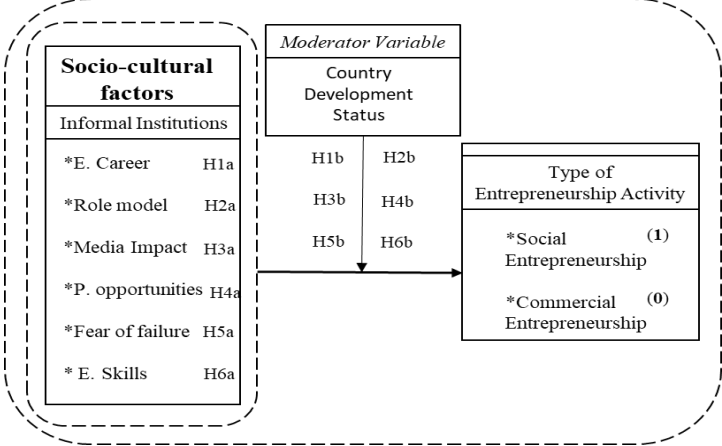 Socio-cultural
factors
Informal Institutions
*E. Career H1a
*Role model H2a
*Media Impact H3a
*P. opportunities H4a
*Fear of failure H5a
* E. Skills H6a
Moderator Variable
Country
Development
Status
H1b H2b
H3b H4b
H5b H6b
Type of
Entrepreneurship Activity
*Social (1)
Entrepreneurship
*Commercial (0)
Entrepreneurship